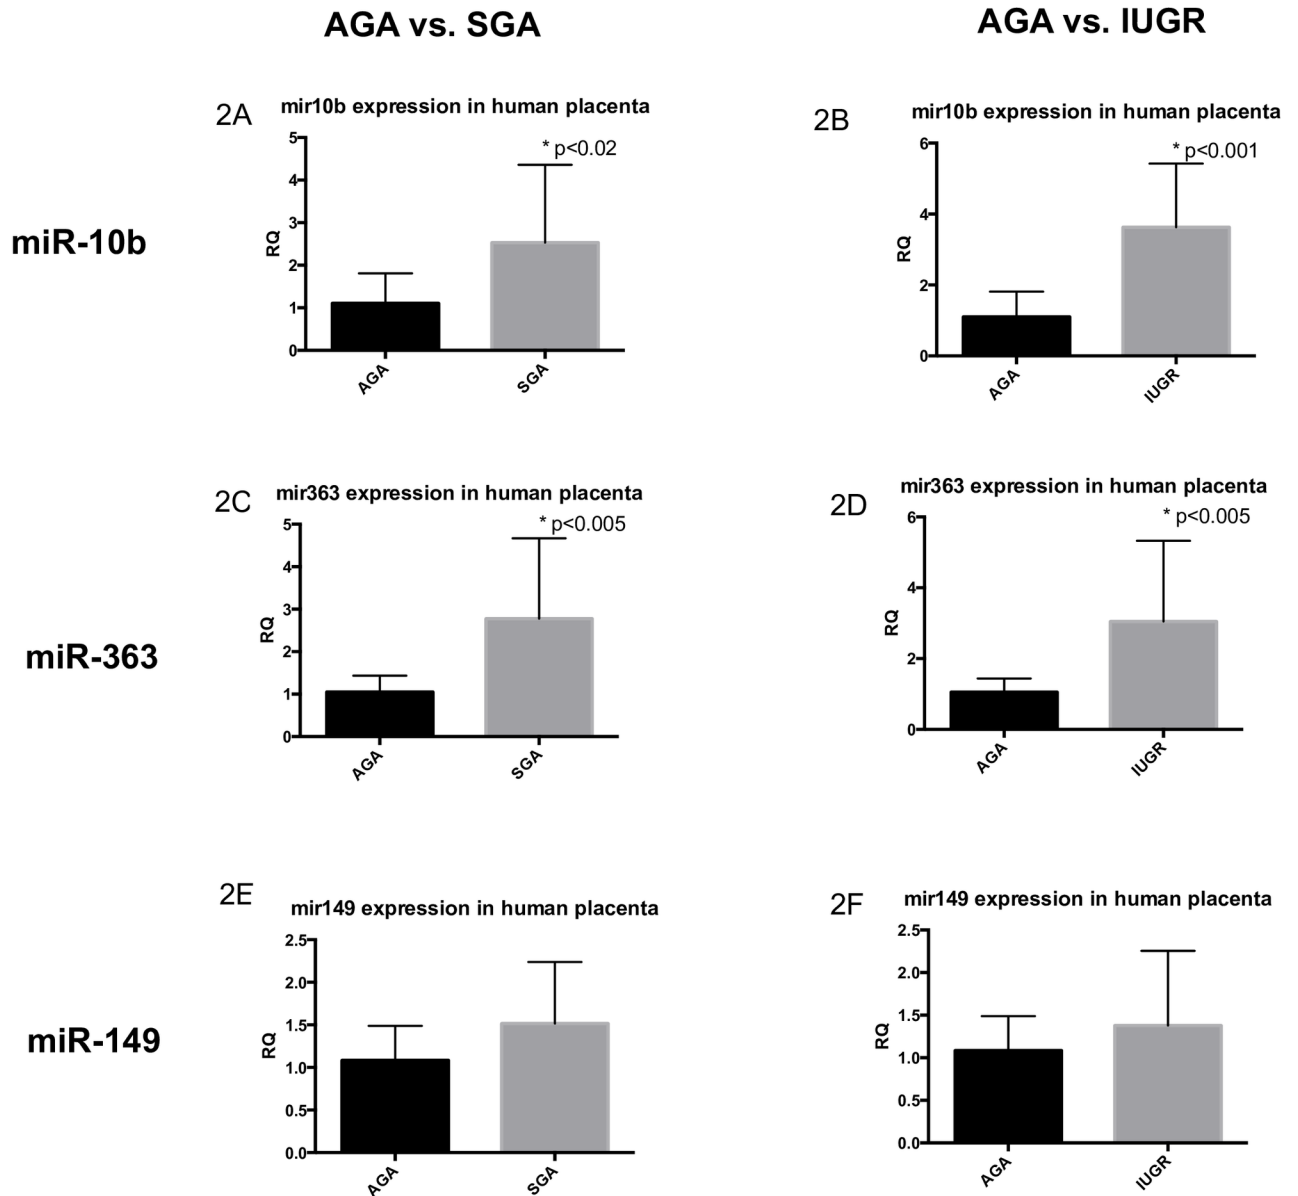 AGA vs. SGA
AGA vs. IUGR
miR-10b
2A
mir10b expression in human placenta
* p<0.02
RQ
5
4
3
2
1
0
AGA
SGA
2B
mir10b expression in human placenta
* p<0.001
RQ
6
4
2
0
AGA
IUGR
miR-363
2C
mir363 expression in human placenta
* p<0.005
RQ
5
4
3
2
1
0
AGA
SGA
2D
mir363 expression in human placenta
* p<0.005
RQ
6
4
2
0
AGA
IUGR
miR-149
2E
mir149 expression in human placenta
RQ
2.5
2.0
1.5
1.0
0.5
0.0
AGA
SGA
2F
mir149 expression in human placenta
RQ
2.5
2.0
1.5
1.0
0.5
0.0
AGA
IUGR